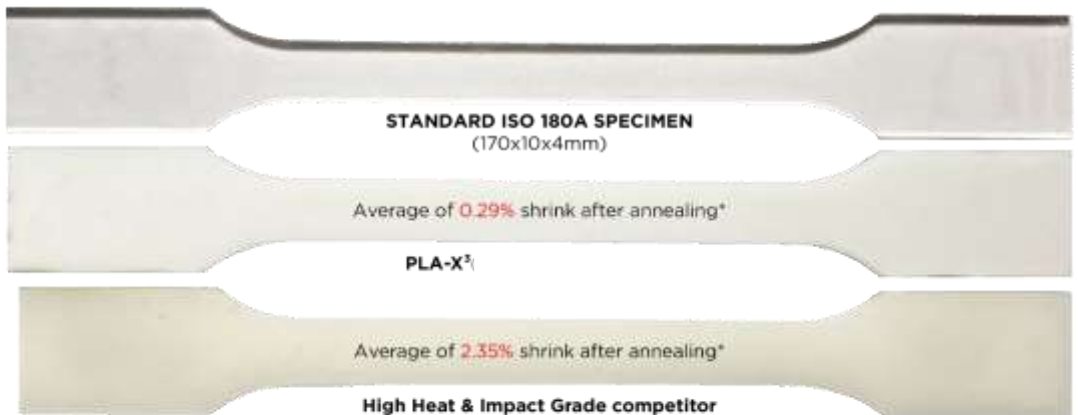 STANDARD ISO 180A SPECIMEN
(170x10x4mm)
Average of 0.29% shrink after annealing*
PLA-X³(
Average of 2.35% shrink after annealing*
High Heat & Impact Grade competitor